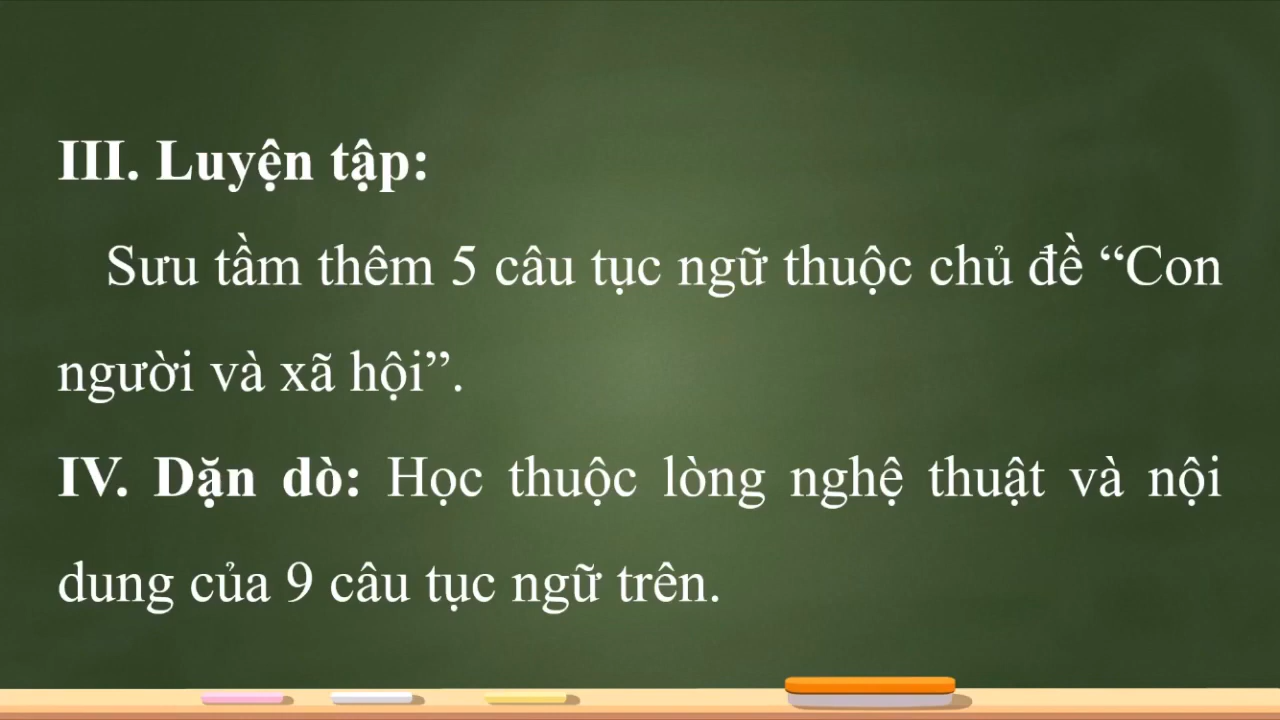 III. Luyện tập:
Sưu tầm thêm 5 câu tục ngữ thuộc chủ đề “Con
người và xã hội”.
IV. Dặn dò: Học thuộc lòng nghệ thuật và nội
dung của 9 câu tục ngữ trên.